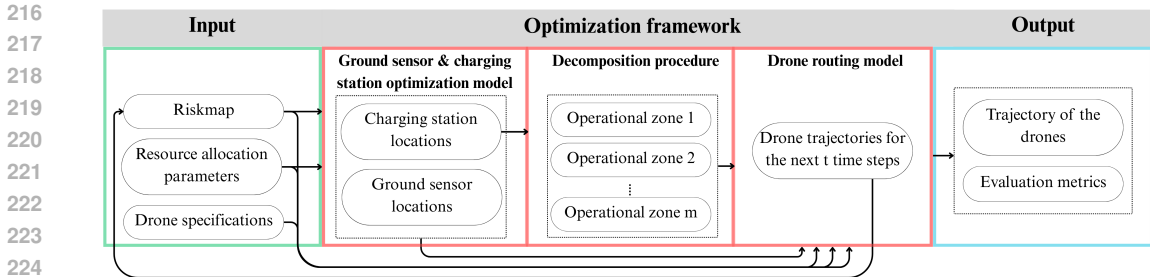 216
217
218
219
220
221
222
223
224
Input
Optimization framework
Output
Riskmap
Resource allocation
parameters
Drone specifications
Ground sensor & charging
station optimization model
Charging station
locations
Ground sensor
locations
Decomposition procedure
Operational zone 1
Operational zone 2
Operational zone m
Drone routing model
Drone trajectories for
the next t time steps
Trajectory of the
drones
Evaluation metrics